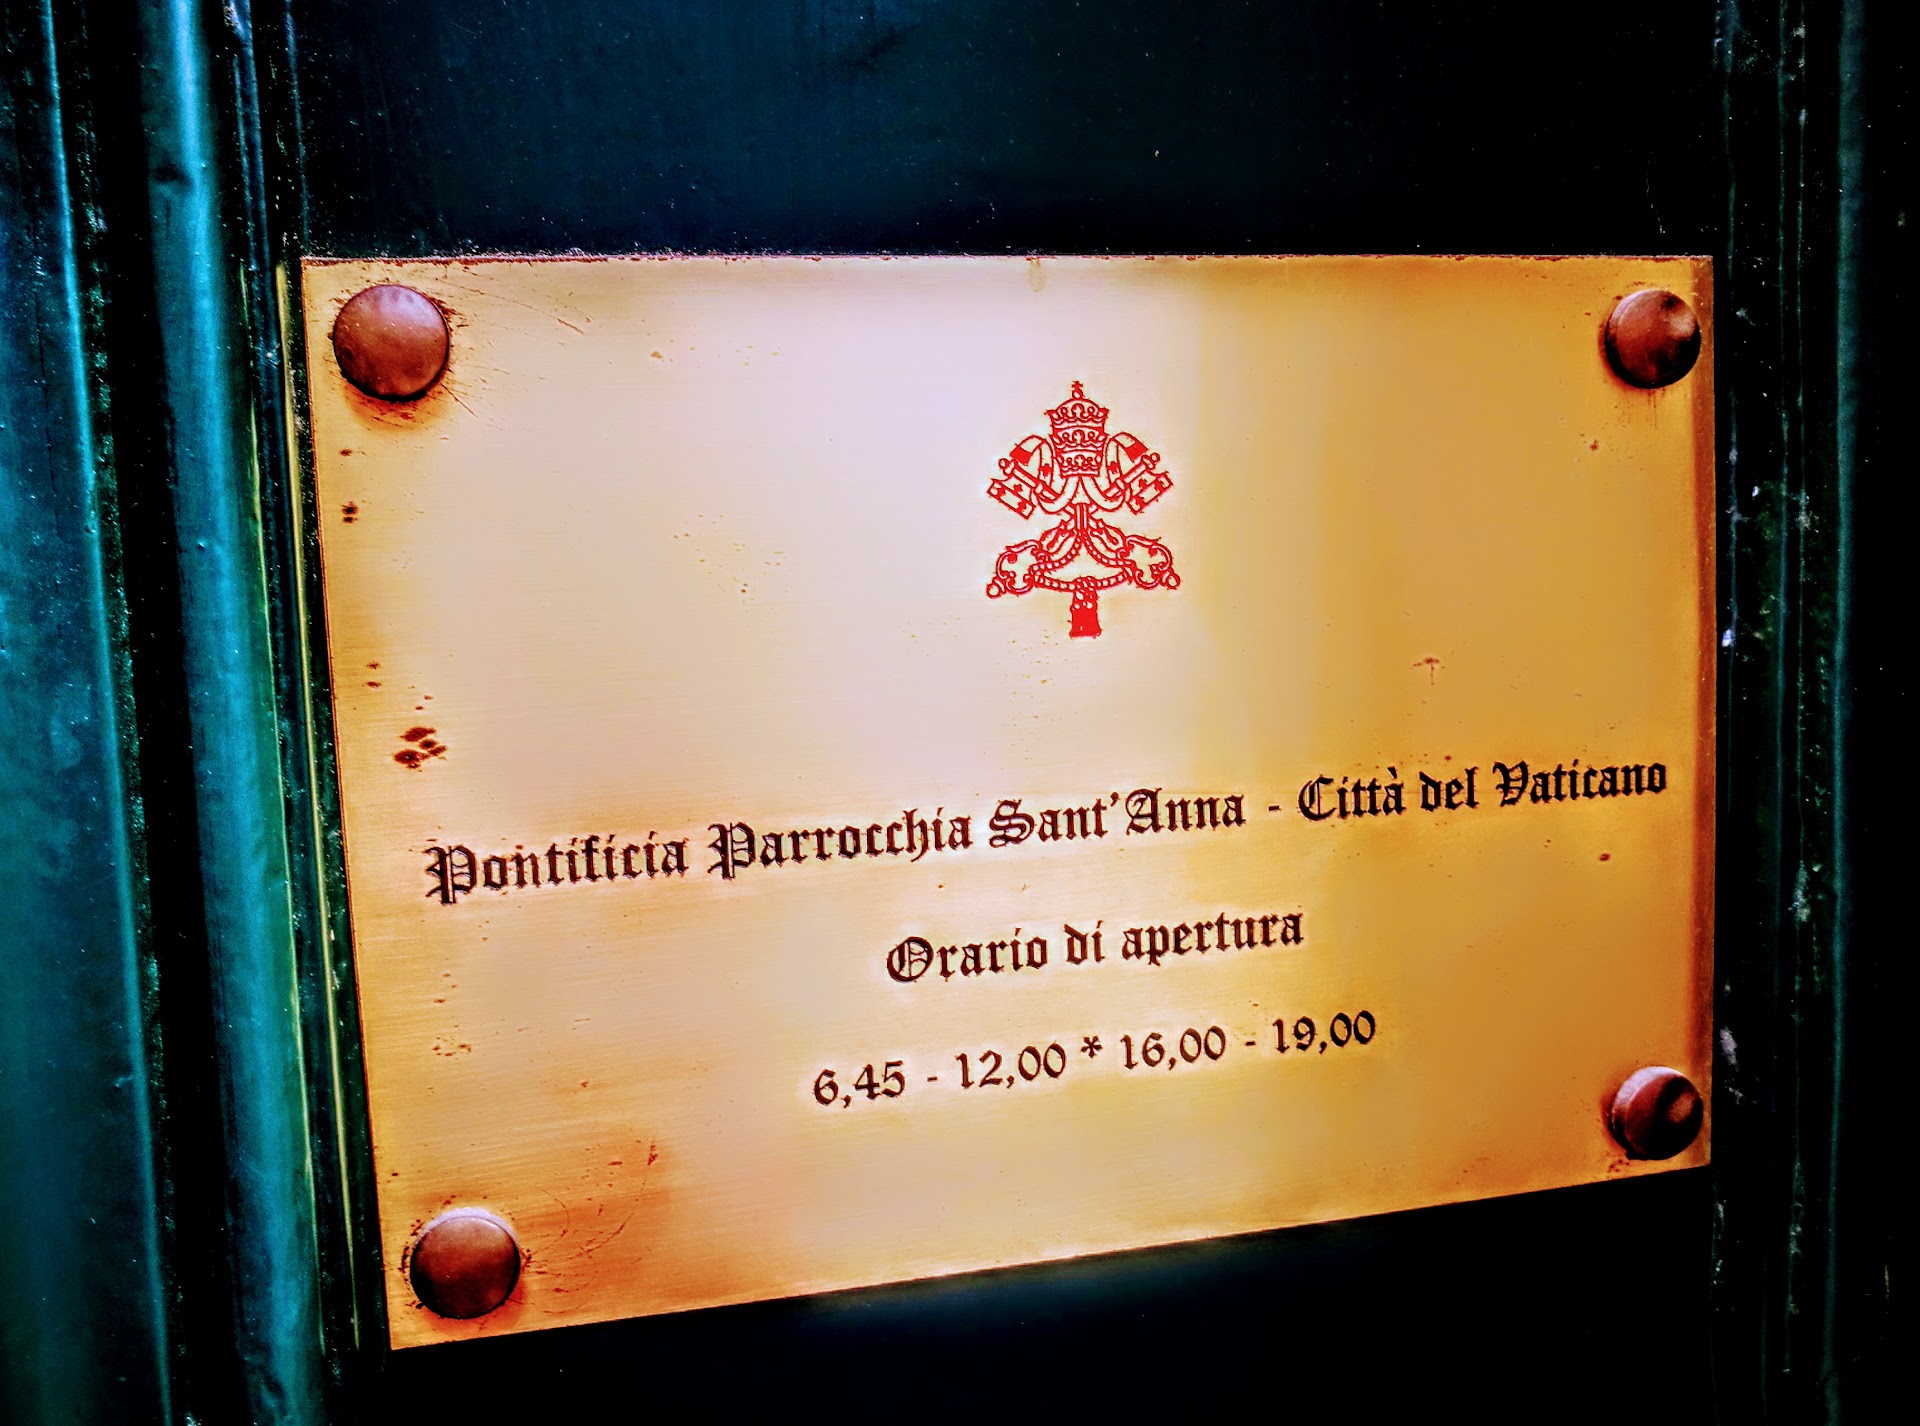 Pontificia Parrocchia Sant'Anna - Città del Vaticano
Orario di apertura
6,45 - 12,00 * 16,00 - 19,00